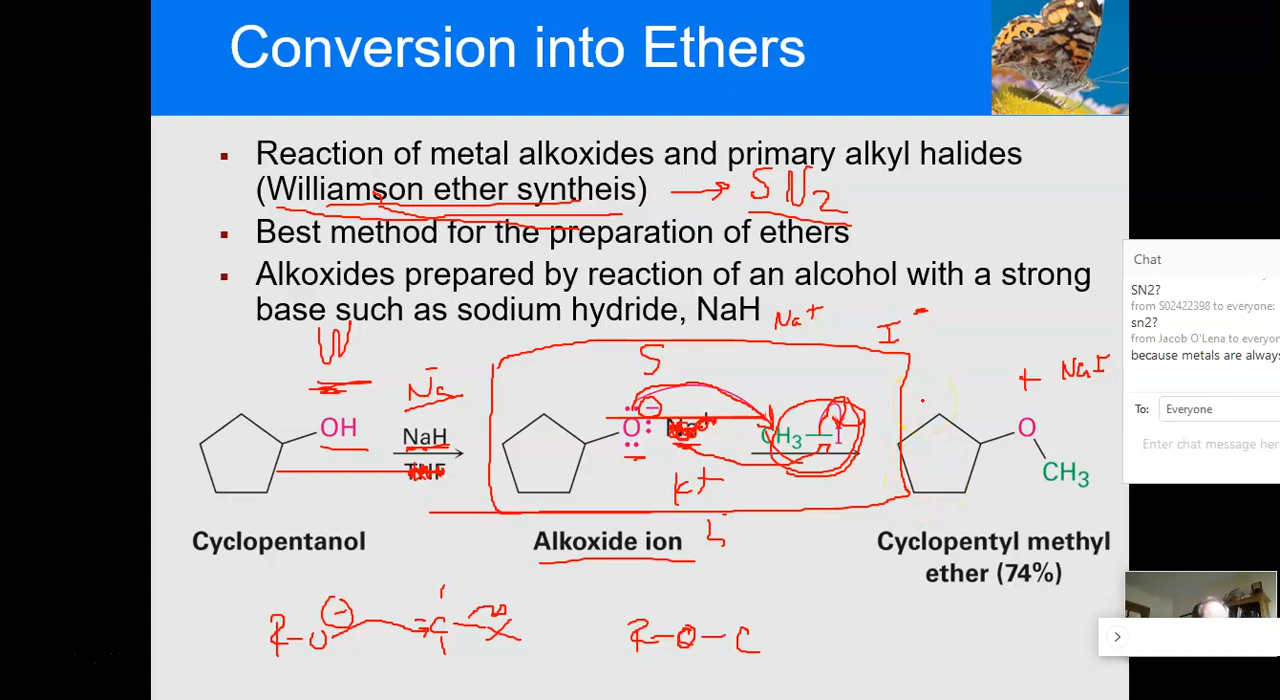 Conversion into Ethers
▪ Reaction of metal alkoxides and primary alkyl halides
(Williamson ether syntheis) → SN2
▪ Best method for the preparation of ethers
▪ Alkoxides prepared by reaction of an alcohol with a strong
base such as sodium hydride, NaH
Na+
I-
W
S
Na
+ NaI
OH
NaH
O
−
CH3—I
O
CH3
K+
Cyclopentanol
Alkoxide ion
Cyclopentyl methyl
ether (74%)
R-O
−
C
X
R-O-C
Chat
SN2?
from S02422398 to everyone:
sn2?
from Jacob O'Lena to everyon
because metals are always
To:
Everyone
Enter chat message her